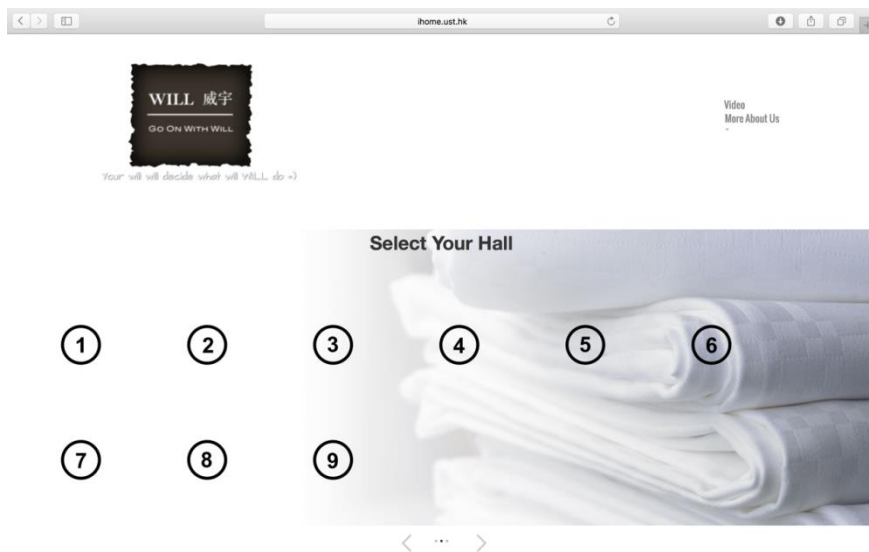 ihome.ust.hk
WILL 威宇
GO ON WITH WILL
Your will will decide what will WILL do =)
Video
More About Us
Select Your Hall
1 2 3 4 5 6
7 8 9